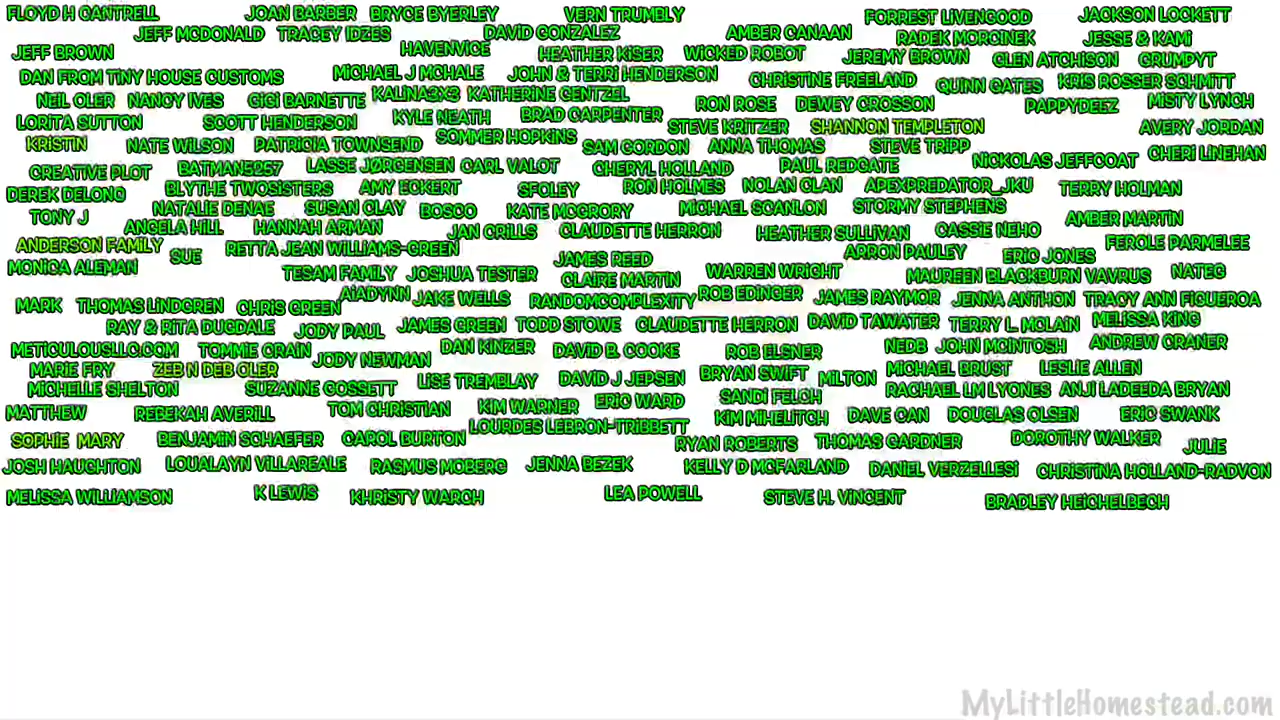 FLOYD H CANTRELL JOAN BARBER BRYCE BYERLEY VERN TRUMBLY FORREST LIVENGOOD JACKSON LOCKETT
JEFF MCDONALD TRACEY IDZES DAVID GONZALEZ AMBER CANAAN RADEK MORCINEK JESSE & KAMI
JEFF BROWN HAVENVICE HEATHER KISER WICKED ROBOT JEREMY BROWN GLEN ATCHISON GRUMPYT
DAN FROM TINY HOUSE CUSTOMS MICHAEL J MCHALE JOHN & TERRI HENDERSON CHRISTINE FREELAND QUINN GATES KRIS ROSSER SCHMITT
NEIL OLER NANCY IVES GIGI BARNETTE KALINA3X3 KATHERINE GENTZEL RON ROSE DEWEY CROSSON PAPPYDEEZ MISTY LYNCH
LORITA SUTTON SCOTT HENDERSON KYLE NEATH BRAD CARPENTER STEVE KRITZER SHANNON TEMPLETON AVERY JORDAN
KRISTIN NATE WILSON PATRICIA TOWNSEND SOMMER HOPKINS SAM GORDON ANNA THOMAS STEVE TRIPP NICKOLAS JEFFCOAT CHERI LINEHAN
CREATIVE PLOT BATMAN5257 LASSE JØRGENSEN CARL VALOT CHERYL HOLLAND PAUL REDGATE
DEREK DELONG BLYTHE TWOSISTERS AMY ECKERT SFOLEY RON HOLMES NOLAN CLAN APEXPREDATOR_JKU TERRY HOLMAN
TONY J NATALIE DENAE SUSAN CLAY BOSCO KATE MCGRORY MICHAEL SCANLON STORMY STEPHENS AMBER MARTIN
ANGELA HILL HANNAH ARMAN JAN CRILLS CLAUDETTE HERRON HEATHER SULLIVAN CASSIE NEHO
ANDERSON FAMILY SUE RETTA JEAN WILLIAMS-GREEN JAMES REED ARRON PAULEY ERIC JONES FEROLE PARMELEE
MONICA ALEMAN TESAM FAMILY JOSHUA TESTER CLAIRE MARTIN WARREN WRIGHT MAUREEN BLACKBURN VAVRUS NATEG
MARK THOMAS LINDGREN CHRIS GREEN AIADYNN JAKE WELLS RANDOMCOMPLEXITY ROB EDINGER JAMES RAYMOR JENNA ANTHON TRACY ANN FIGUEROA
RAY & RITA DUGDALE JODY PAUL JAMES GREEN TODD STOWE CLAUDETTE HERRON DAVID TAWATER TERRY L. MCLAIN MELISSA KING
METICULOUSLLC.COM TOMMIE CRAIN DAN KINZER DAVID B. COOKE ROB ELSNER NEDB JOHN MCINTOSH ANDREW CRANER
MARIE FRY ZEB N DEB OLER JODY NEWMAN BRYAN SWIFT MILTON MICHAEL BRUST LESLIE ALLEN
MICHELLE SHELTON SUZANNE GOSSETT LISE TREMBLAY DAVID J JEPSEN SANDI FELCH RACHAEL LM LYONES ANJI LADEEDA BRYAN
MATTHEW REBEKAH AVERILL TOM CHRISTIAN KIM WARNER ERIC WARD KIM MIHELITCH DAVE CAN DOUGLAS OLSEN ERIC SWANK
SOPHIE MARY BENJAMIN SCHAEFER CAROL BURTON LOURDES LEBRON-TRIBBETT RYAN ROBERTS THOMAS GARDNER DOROTHY WALKER JULIE
JOSH HAUGHTON LOUALAYN VILLAREALE RASMUS MOBERG JENNA BEZEK KELLY D MCFARLAND DANIEL VERZELLESI CHRISTINA HOLLAND-RADVON
MELISSA WILLIAMSON K LEWIS KHRISTY WARCH LEA POWELL STEVE H. VINCENT BRADLEY HEICHELBECH
MyLittleHomestead.com